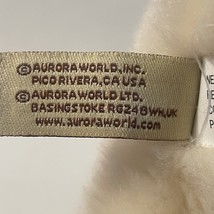 © AURORA WORLD, INC.
PICO RIVERA, CA USA
© AURORA WORLD LTD.
BASINGSTOKE RG24 8WH, UK
www.auroraworld.com